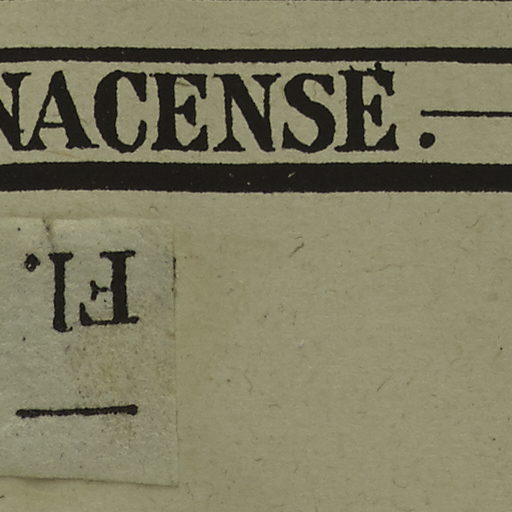 NACENSE. —
Fl.
—